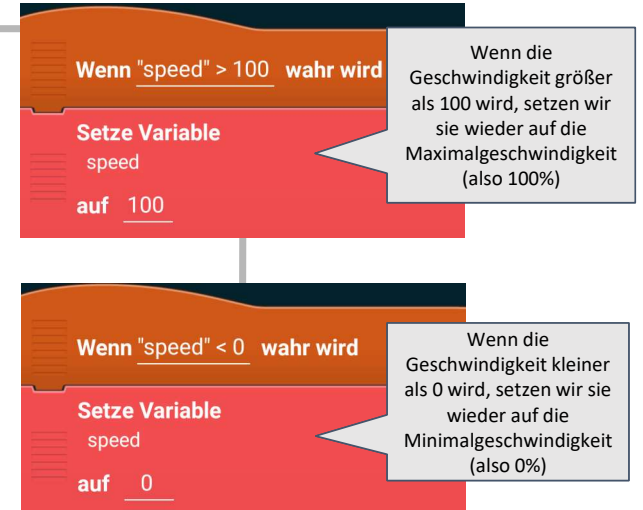 Wenn "speed" > 100 wahr wird
Setze Variable
speed
auf 100
Wenn die
Geschwindigkeit größer
als 100 wird, setzen wir
sie wieder auf die
Maximalgeschwindigkeit
(also 100%)
Wenn "speed" < 0 wahr wird
Setze Variable
speed
auf 0
Wenn die
Geschwindigkeit kleiner
als 0 wird, setzen wir sie
wieder auf die
Minimalgeschwindigkeit
(also 0%)